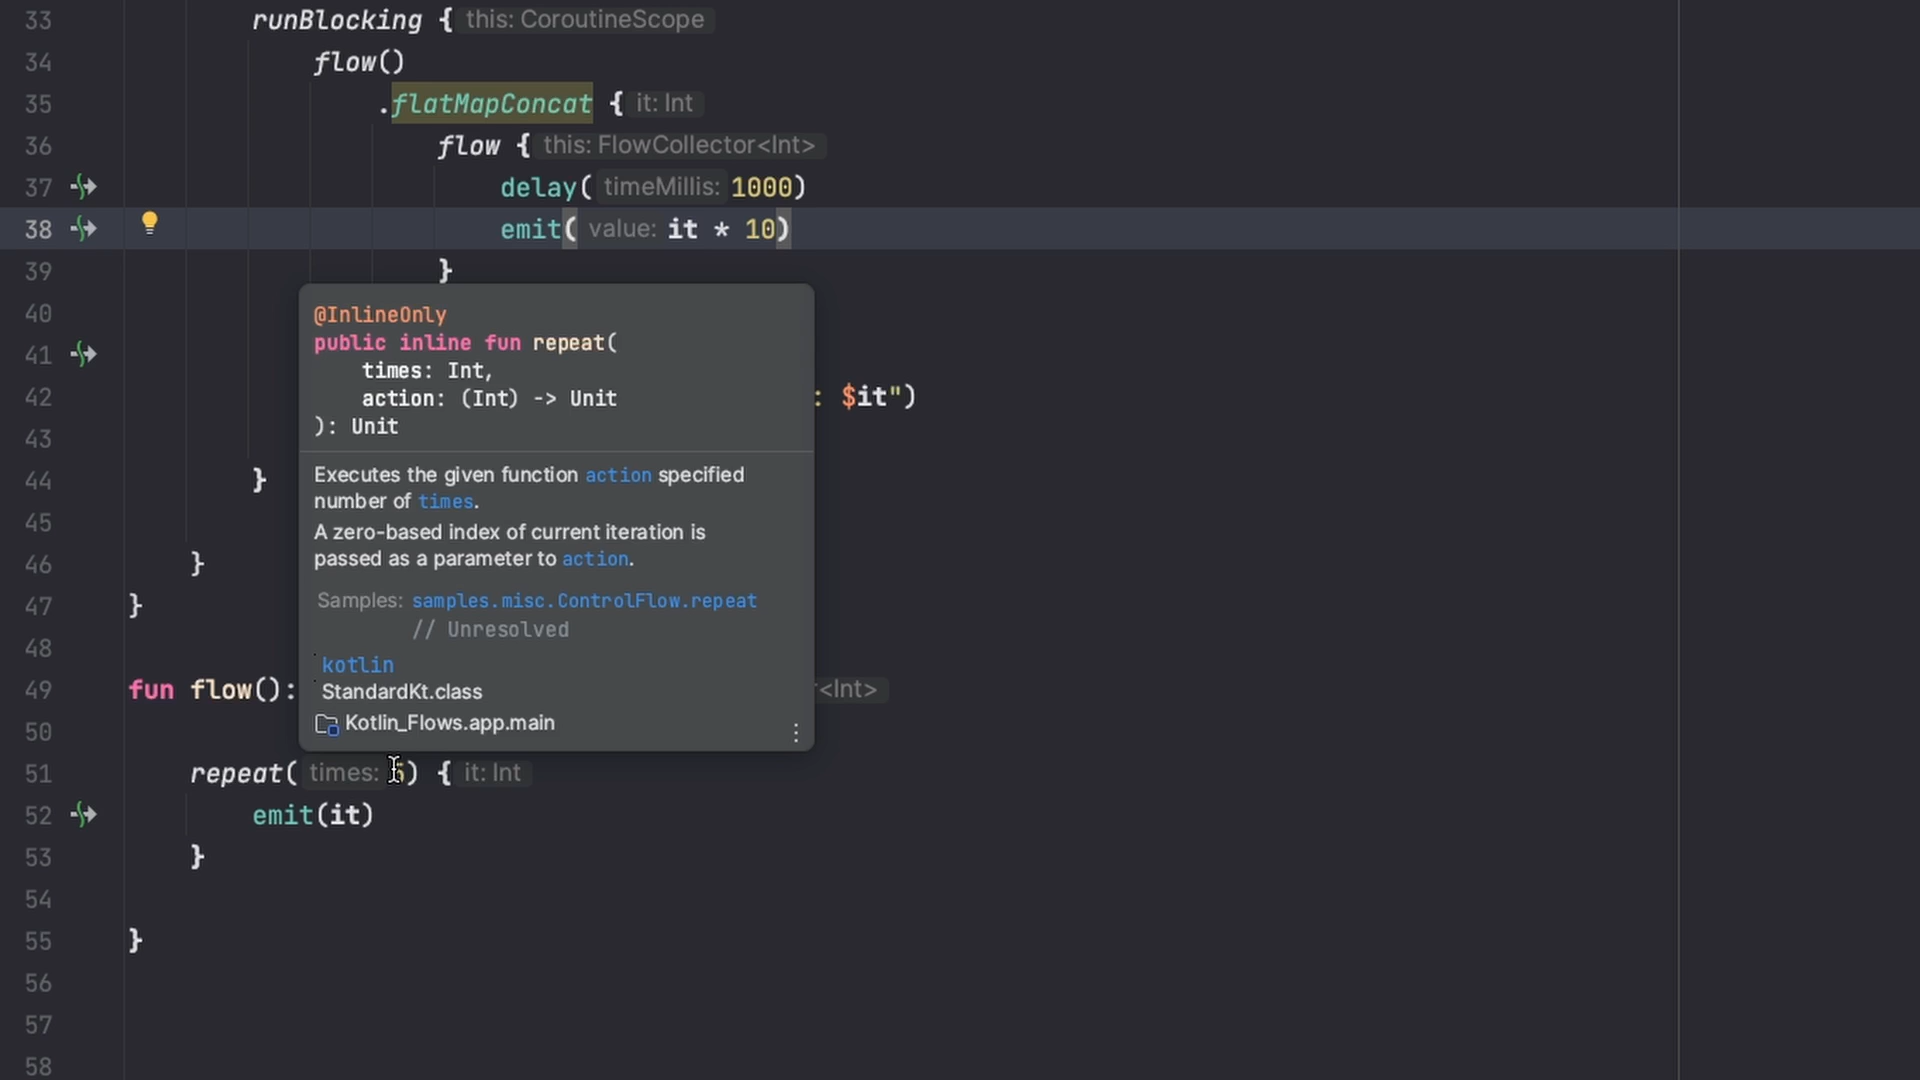 33 runBlocking { this: CoroutineScope
34 flow()
35 .flatMapConcat { it: Int
36 flow { this: FlowCollector<Int>
37 delay( timeMillis: 1000)
38 emit( value: it * 10)
39 }
40
41
42 : $it")
43
44 }
45
46 }
47 }
48
49 fun flow(): <Int>
50
51 repeat( times: ) { it: Int
52 emit(it)
53 }
54
55 }
56
57
58
@InlineOnly
public inline fun repeat(
times: Int,
action: (Int) -> Unit
): Unit
Executes the given function action specified
number of times.
A zero-based index of current iteration is
passed as a parameter to action.
Samples: samples.misc.ControlFlow.repeat
// Unresolved
kotlin
StandardKt.class
Kotlin_Flows.app.main